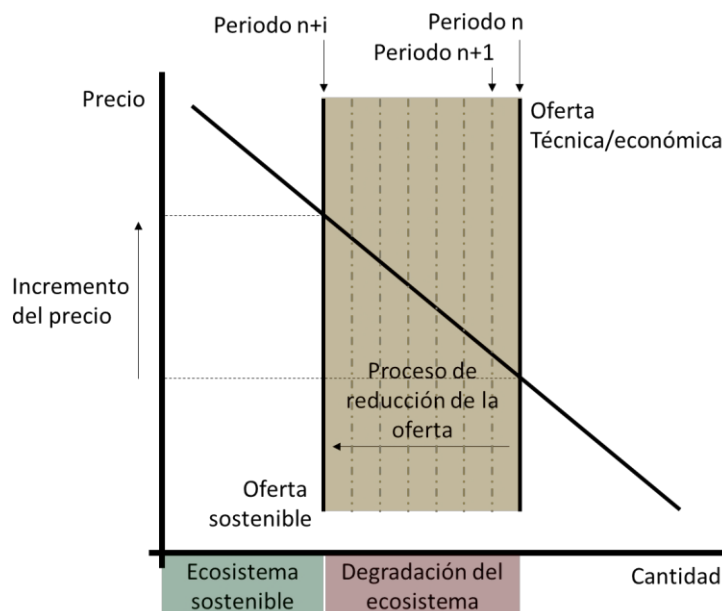 Periodo n+i
Periodo n
Periodo n+1
Precio
Oferta
Técnica/económica
Incremento
del precio
Proceso de
reducción de la
oferta
Oferta
sostenible
Ecosistema
sostenible
Degradación del
ecosistema
Cantidad